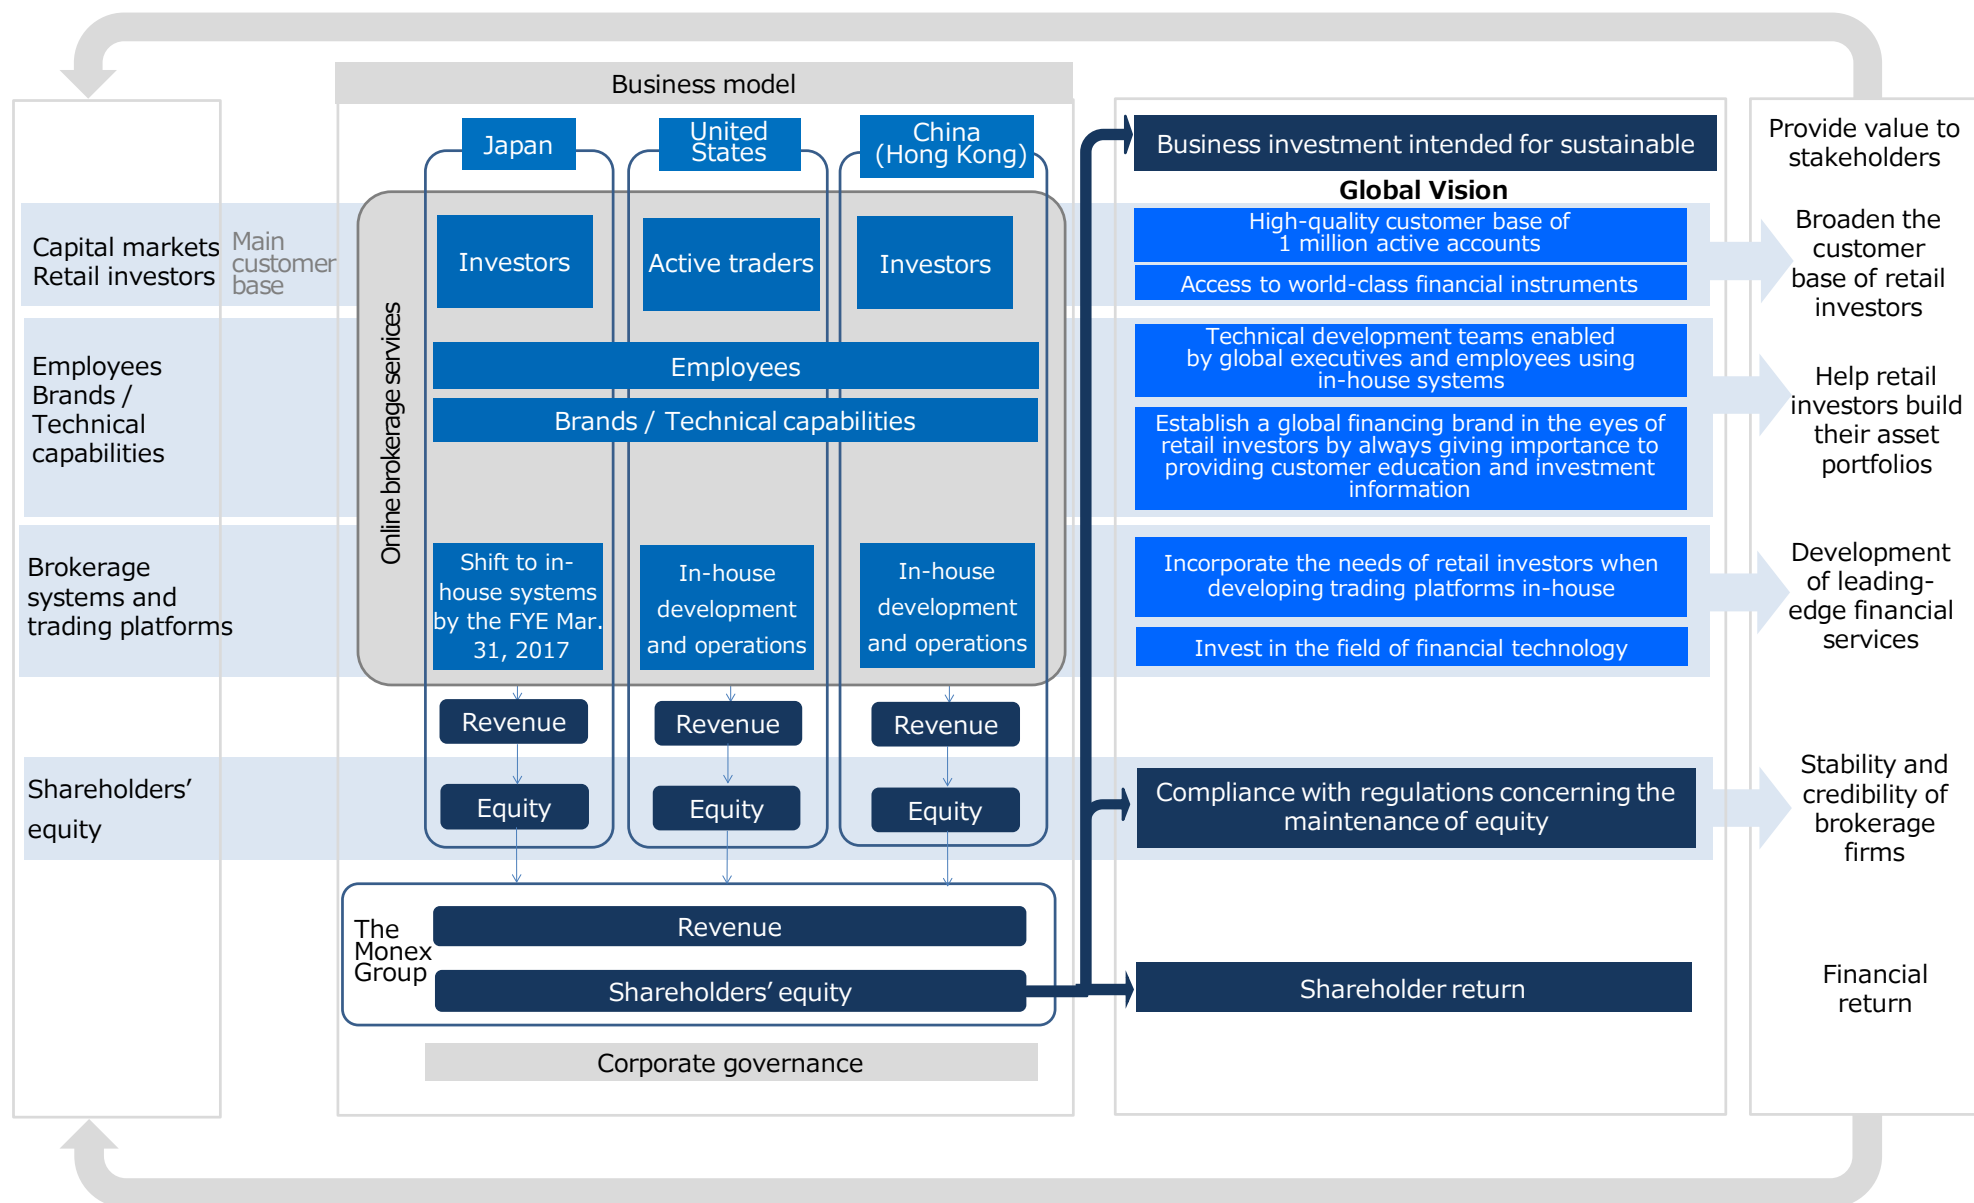 Business model
Japan
United
States
China
(Hong Kong)
Capital markets
Retail investors
Main
customer
base
Online brokerage services
Investors
Active traders
Investors
Employees
Brands / Technical capabilities
Employees
Brands /
Technical
capabilities
Brokerage
systems and
trading platforms
Shift to in-
house systems
by the FYE Mar.
31, 2017
In-house
development
and operations
In-house
development
and operations
Revenue
Revenue
Revenue
Shareholders’
equity
Equity
Equity
Equity
The
Monex
Group
Revenue
Shareholders’ equity
Corporate governance
Business investment intended for sustainable
Global Vision
High-quality customer base of
1 million active accounts
Access to world-class financial instruments
Technical development teams enabled
by global executives and employees using
in-house systems
Establish a global financing brand in the eyes of
retail investors by always giving importance to
providing customer education and investment
information
Incorporate the needs of retail investors when
developing trading platforms in-house
Invest in the field of financial technology
Compliance with regulations concerning the
maintenance of equity
Shareholder return
Provide value to
stakeholders
Broaden the
customer
base of retail
investors
Help retail
investors build
their asset
portfolios
Development
of leading-
edge financial
services
Stability and
credibility of
brokerage
firms
Financial
return